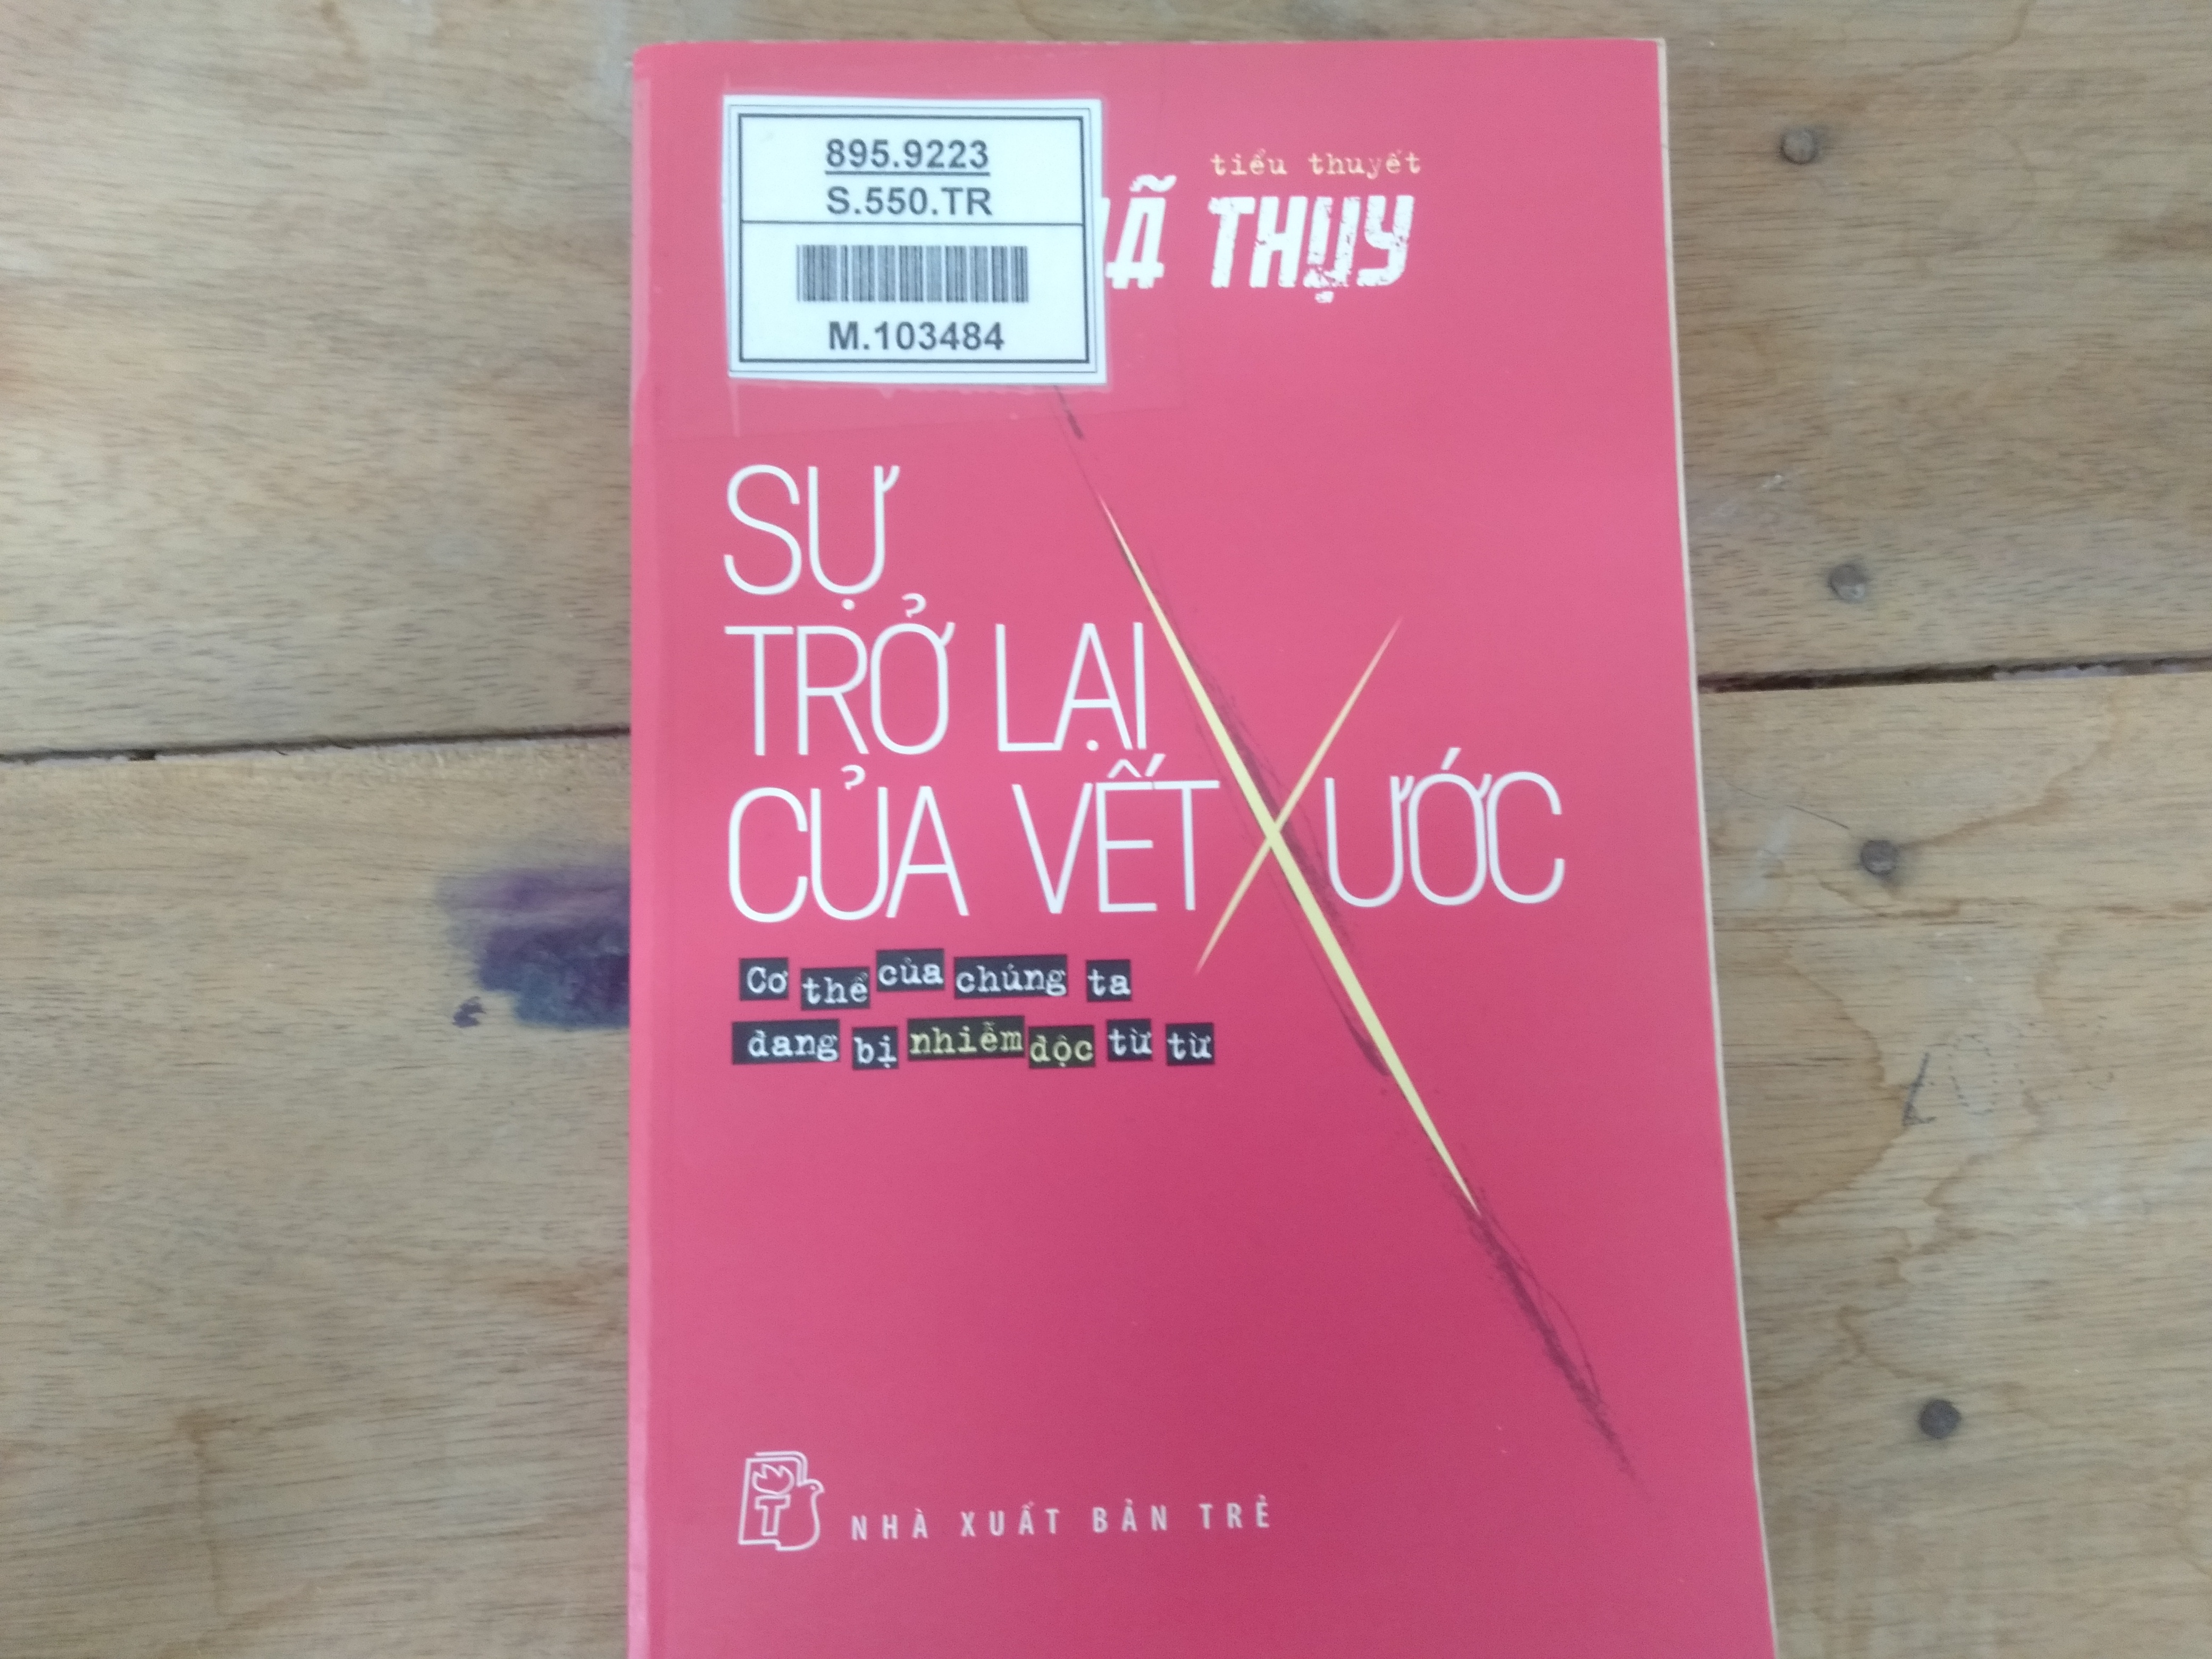 895.9223
S.550.TR
M.103484
tiểu thuyết
THỤY
SỰ
TRỞ LẠI
CỦA VẾT XƯỚC
Cơ thể của chúng ta
đang bị nhiễm độc từ từ
NHÀ XUẤT BẢN TRẺ